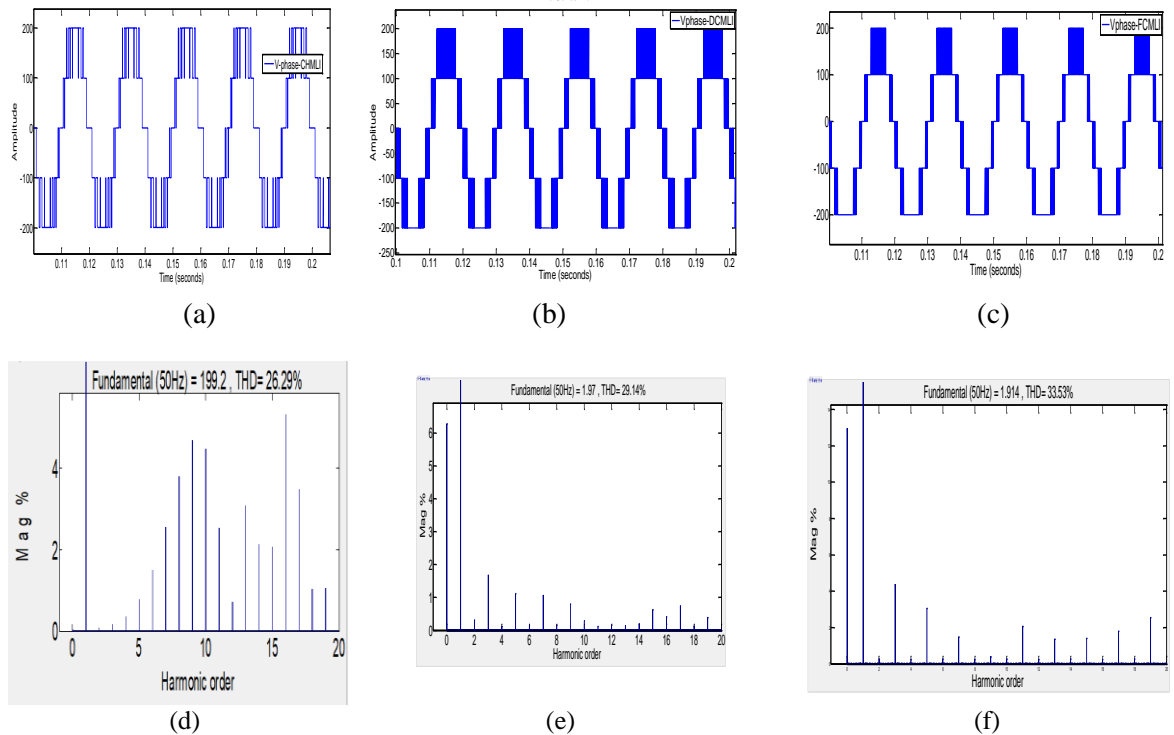 V-phase-CHMLI
Amplitude
200
100
0
-100
-200
0.11 0.12 0.13 0.14 0.15 0.16 0.17 0.18 0.19 0.2
Time (seconds)
(a)
Vphase-DCMLI
Amplitude
200
150
100
50
0
-50
-100
-150
-200
-250
0.1 0.11 0.12 0.13 0.14 0.15 0.16 0.17 0.18 0.19 0.2
Time (seconds)
(b)
Vphase-FCMLI
200
100
0
-100
-200
0.11 0.12 0.13 0.14 0.15 0.16 0.17 0.18 0.19 0.2
Time (seconds)
(c)
Fundamental (50Hz) = 199.2 , THD= 26.29%
Mag %
4
2
0
0 5 10 15 20
Harmonic order
(d)
Fundamental (50Hz) = 1.97 , THD= 29.14%
Mag %
6
5
4
3
2
1
0
0 2 4 6 8 10 12 14 16 18 20
Harmonic order
(e)
Fundamental (50Hz) = 1.914 , THD= 33.53%
Mag %
Harmonic order
(f)